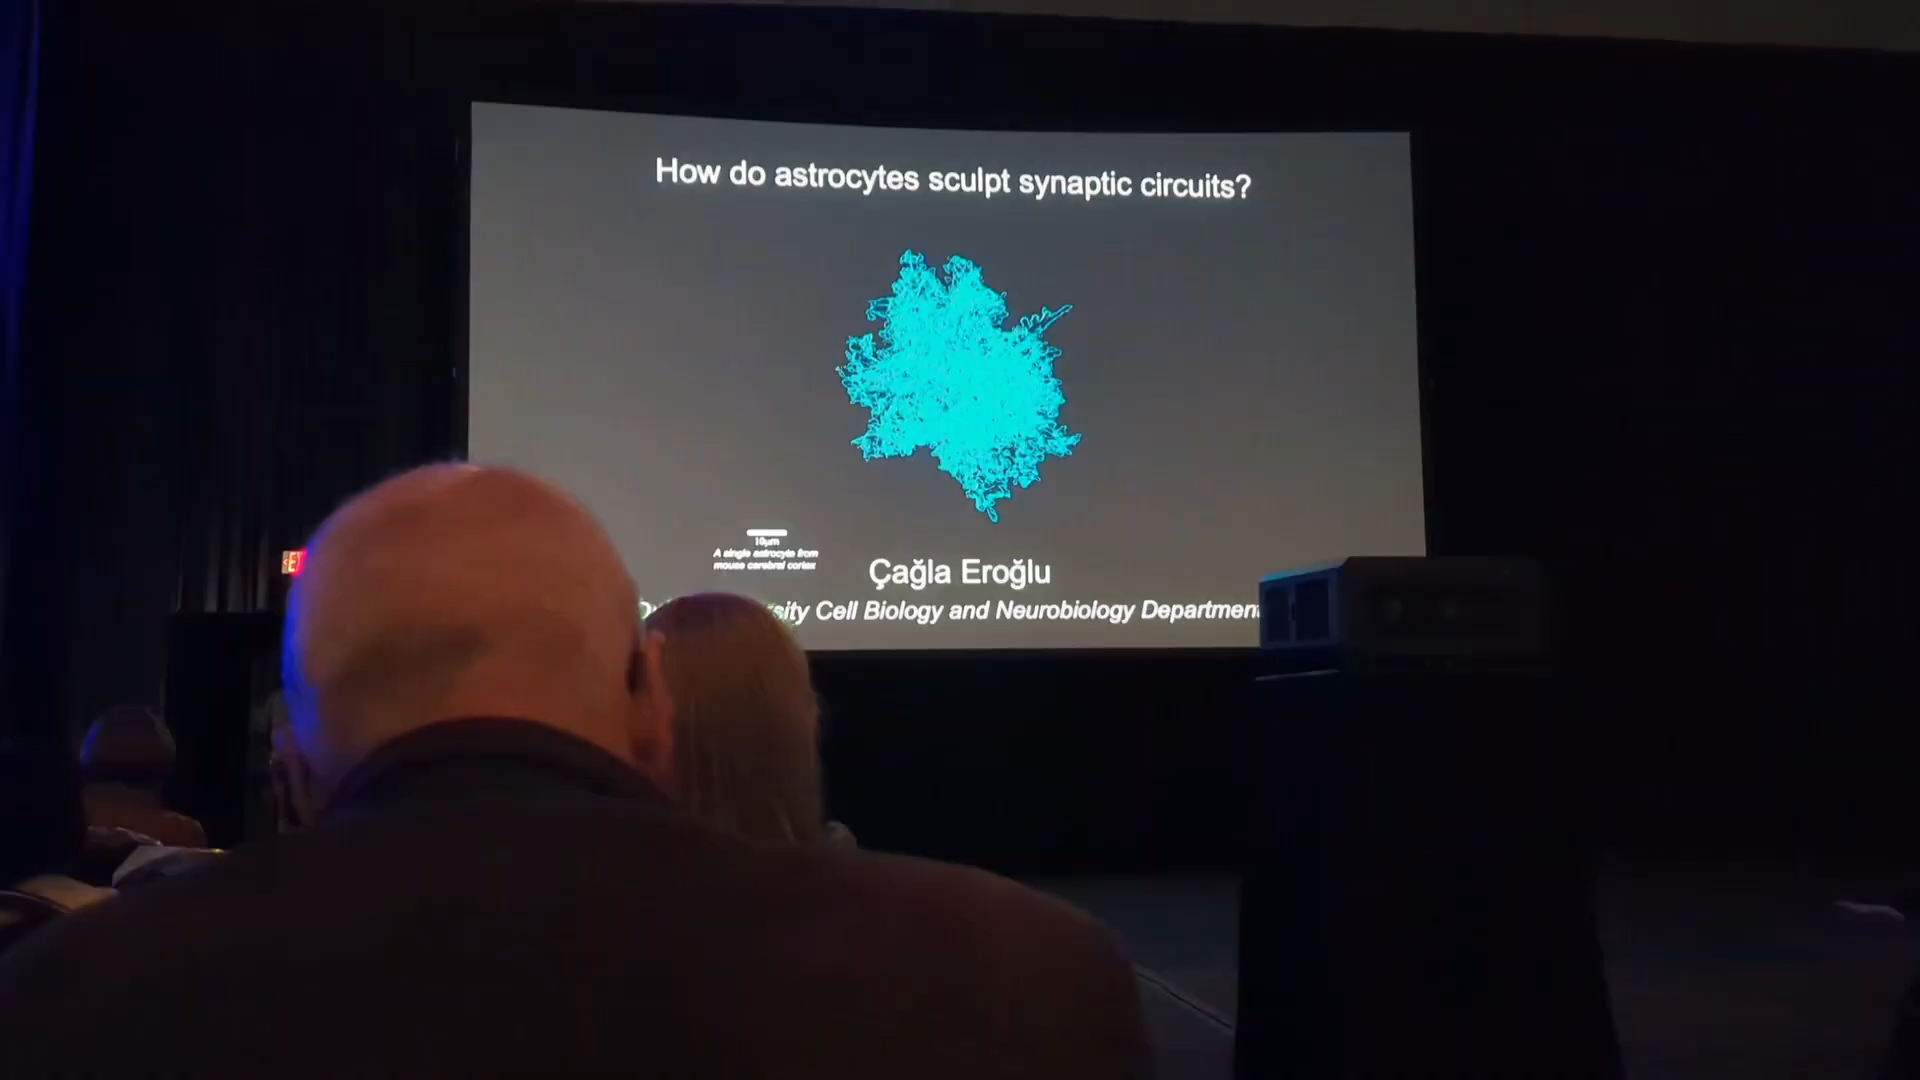 How do astrocytes sculpt synaptic circuits?
10µm
A single astrocyte from
mouse cerebral cortex
Çağla Eroğlu
Cell Biology and Neurobiology Department